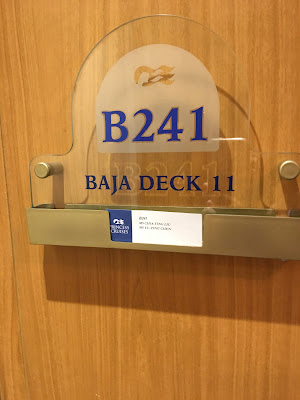 B241
BAJA DECK 11
PRINCESS
CRUISES